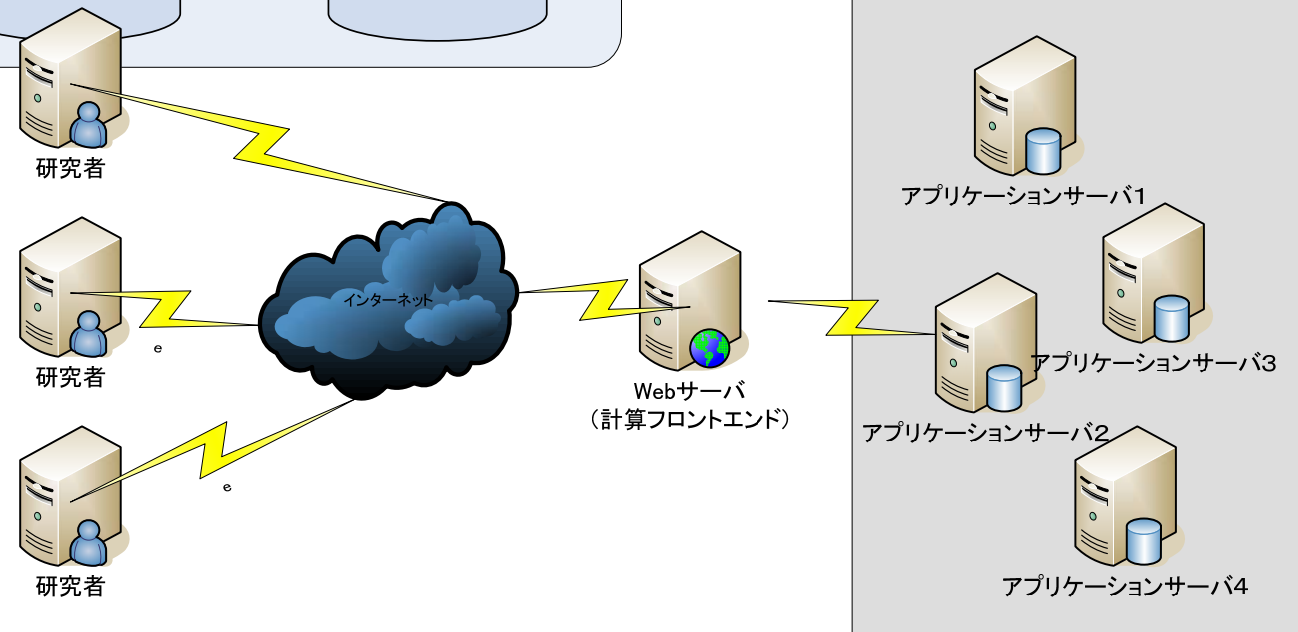 研究者
インターネット
e
研究者
e
研究者
Webサーバ
（計算フロントエンド）
アプリケーションサーバ1
アプリケーションサーバ3
アプリケーションサーバ2
アプリケーションサーバ4